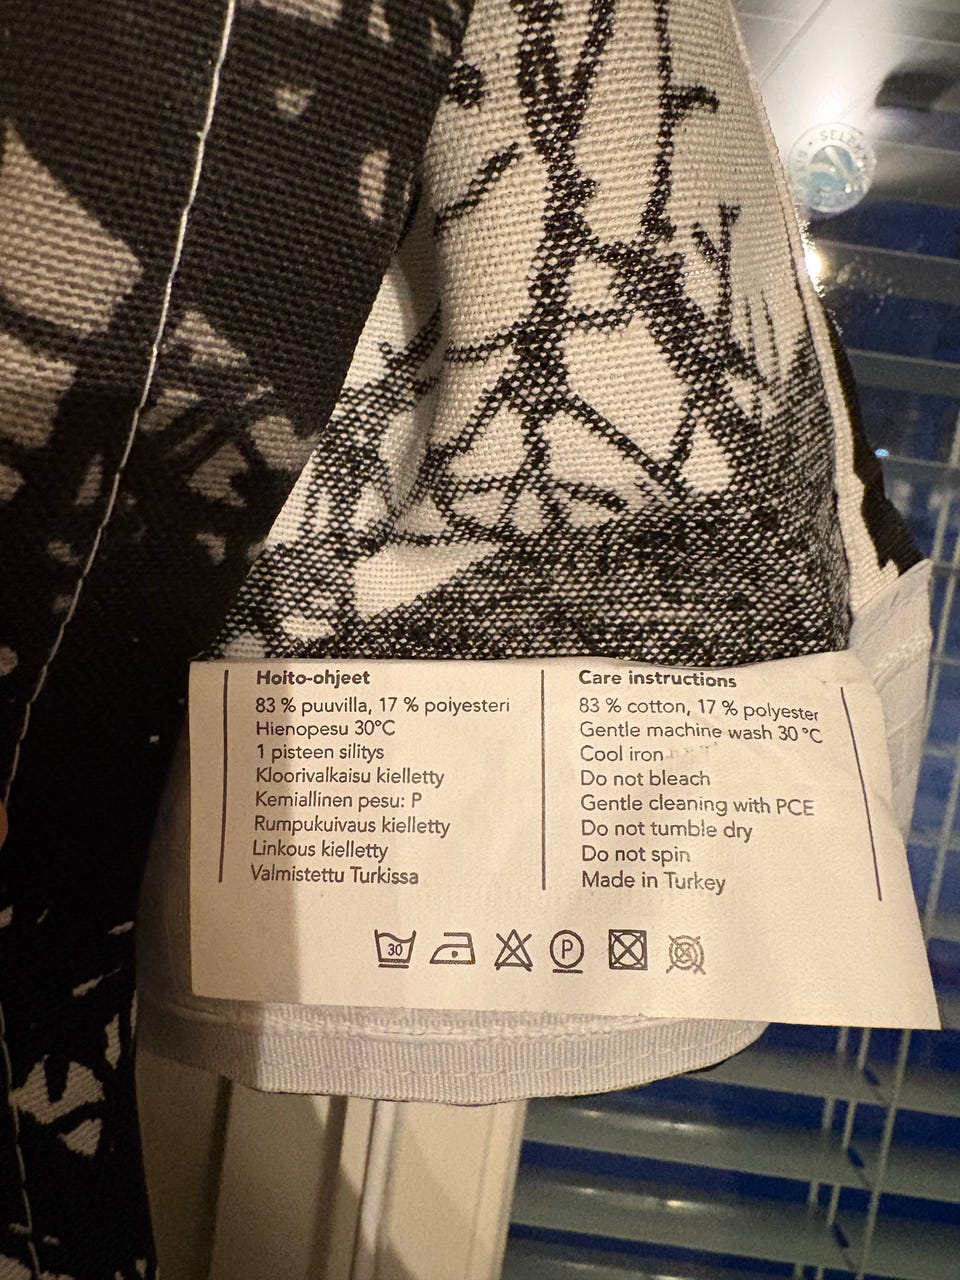 Hoito-ohjeet
83 % puuvilla, 17 % polyesteri
Hienopesu 30°C
1 pisteen silitys
Kloorivalkaisu kielletty
Kemiallinen pesu: P
Rumpukuivaus kielletty
Linkous kielletty
Valmistettu Turkissa
Care instructions
83 % cotton, 17 % polyester
Gentle machine wash 30 °C
Cool iron
Do not bleach
Gentle cleaning with PCE
Do not tumble dry
Do not spin
Made in Turkey
30 P